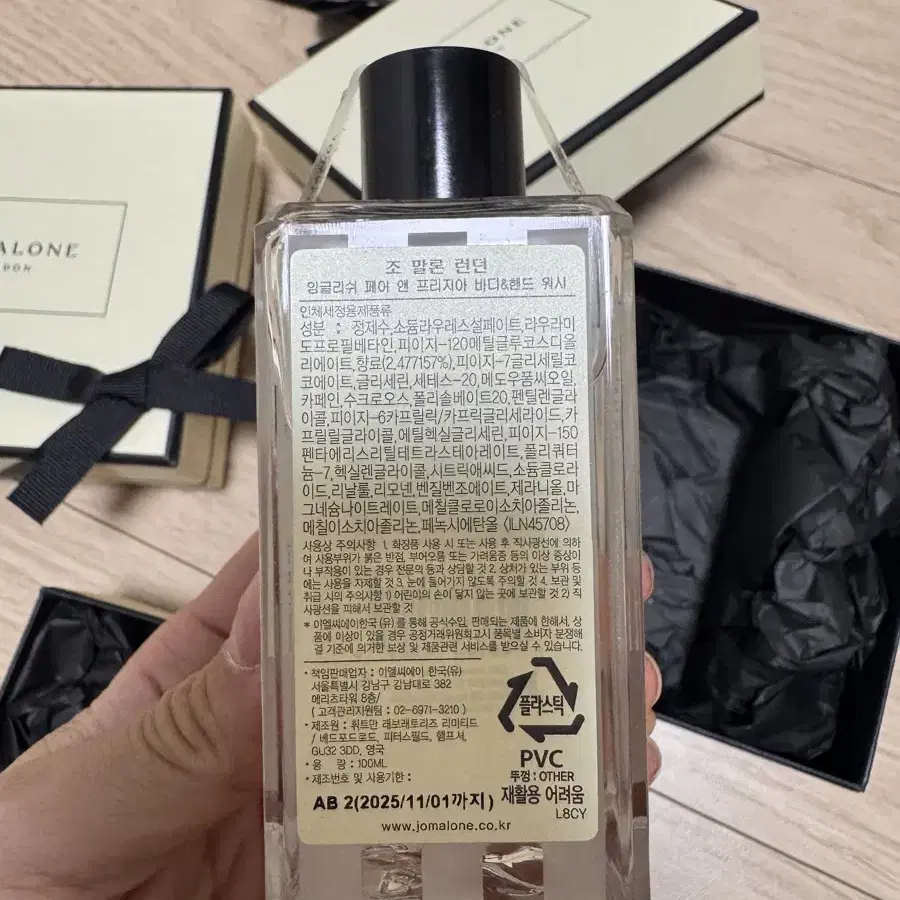 MALONE
조 말론 런던
잉글리쉬 페어 앤 프리지아 바디&핸드 워시
인체세정용제품류
성분 : 정제수,소듐라우레스설페이트,라우라미
도프로필베타인,피이지-120메틸글루코스디올
리에이트,향료(2.477157%),피이지-7글리세릴코
코에이트,글리세린,세테스-20,메도우폼씨오일,
카페인,수크로오스,폴리솔베이트20,펜틸렌글라
이콜,피이지-6카프릴릭/카프릭글리세라이드,카
프릴릴글라이콜,에틸헥실글리세린,피이지-150
펜타에리스리틸테트라스테아레이트,폴리쿼터
늄-7,헥실렌글라이콜,시트릭애씨드,소듐클로라
이드,리날룰,리모넨,벤질벤조에이트,제라니올,마
그네슘나이트레이트,메칠클로로이소치아졸리논,
메칠이소치아졸리논,페녹시에탄올 <ILN45708>
사용상 주의사항 1. 화장품 사용 시 또는 사용 후 직사광선에 의하
여 사용부위가 붉은 반점, 부어오름 또는 가려움증 등의 이상 증상이
나 부작용이 있는 경우 전문의 등과 상담할 것 2. 상처가 있는 부위 등
에는 사용을 자제할 것 3. 눈에 들어가지 않도록 주의할 것 4. 보관 및
취급 시의 주의사항 1) 어린이의 손이 닿지 않는 곳에 보관할 것 2) 직
사광선을 피해서 보관할 것
* 이엘씨에이한국 (유) 를 통해 공식수입, 판매되는 제품에 한해서, 상
품에 이상이 있을 경우 공정거래위원회고시 품목별 소비자 분쟁해
결 기준에 의거한 보상 및 제품관련 서비스를 받으실 수 있습니다.
• 책임판매업자 : 이엘씨에이 한국(유)
서울특별시 강남구 강남대로 382
메리츠타워 8층/
( 고객관리지원팀 : 02-6971-3210 )
• 제조원 : 휘트만 래보래토리즈 리미티드
/ 베드포드로드, 피터스필드, 햄프셔,
GU32 3DD, 영국
• 용 량 : 100ML
• 제조번호 및 사용기한 :
AB 2(2025/11/01까지)
플라스틱
PVC
뚜껑 : OTHER
재활용 어려움
L8CY
www.jomalone.co.kr